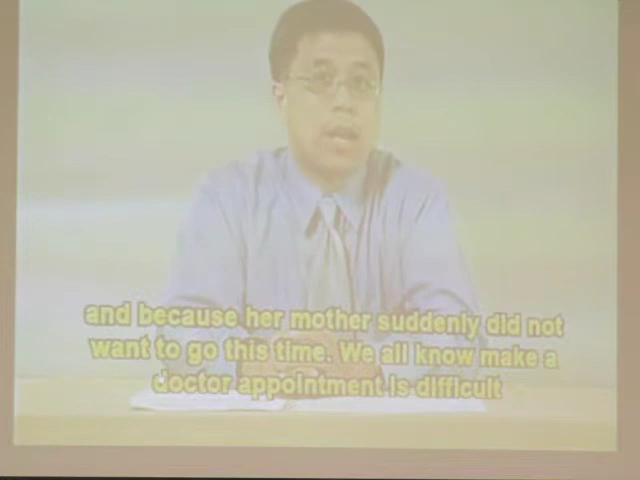 and because her mother suddenly did not
want to go this time. We all know make a
doctor appointment is difficult